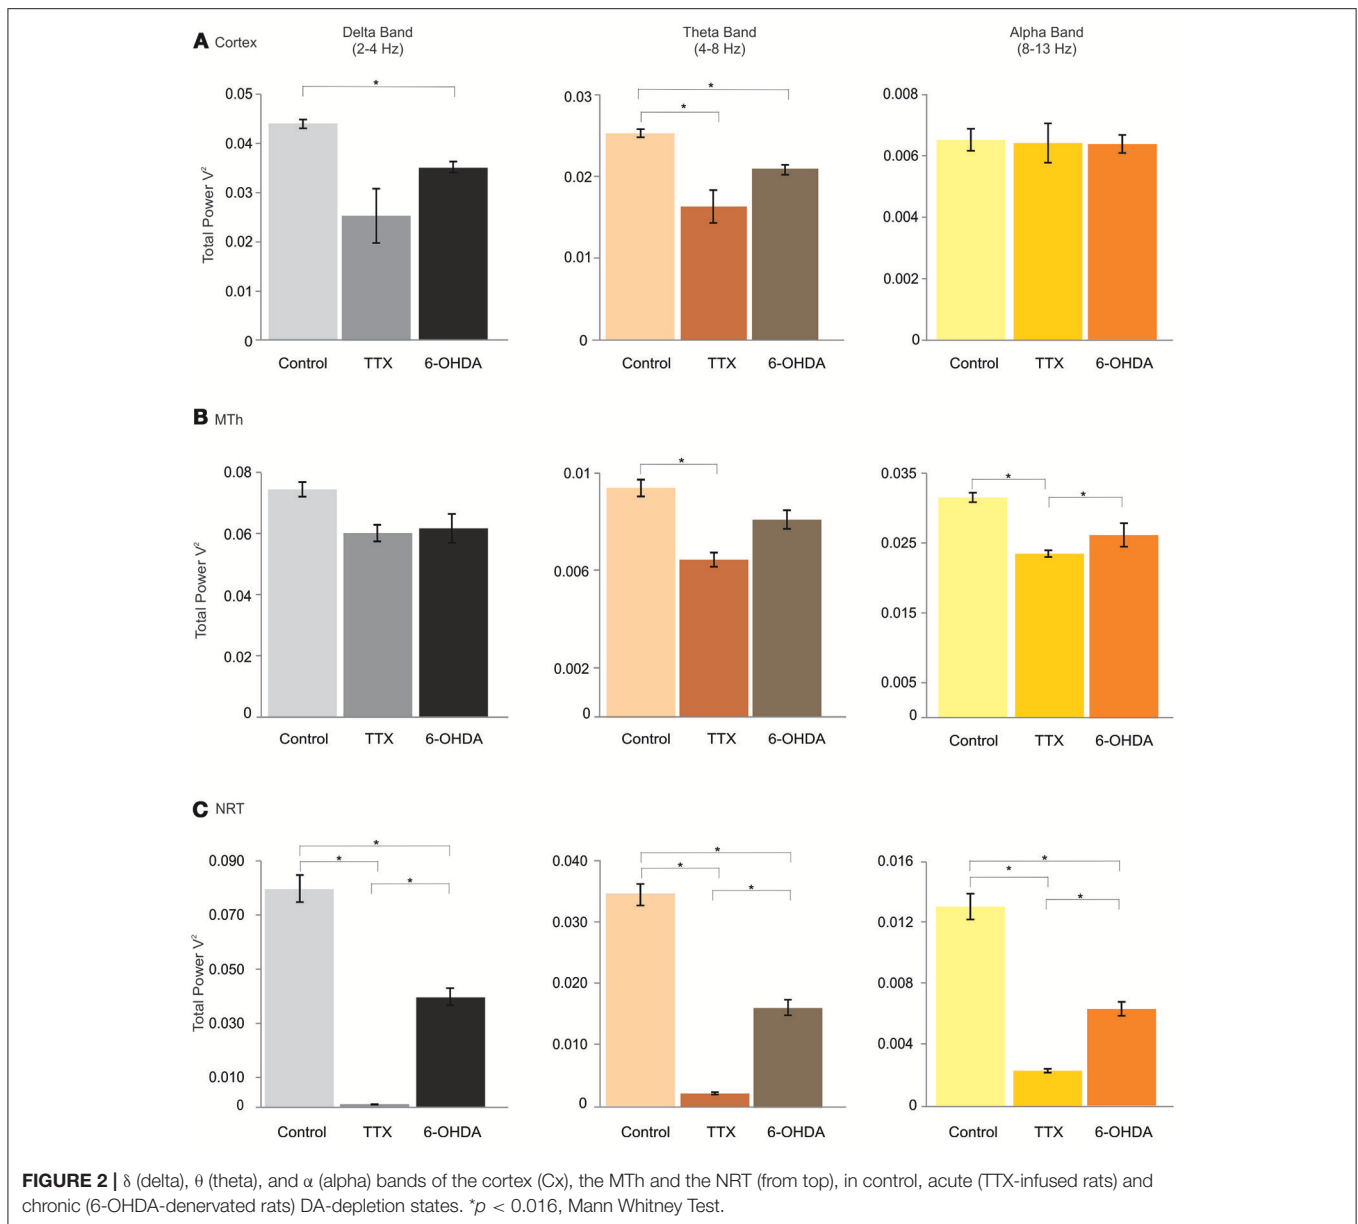 A Cortex
Delta Band
(2-4 Hz)
Theta Band
(4-8 Hz)
Alpha Band
(8-13 Hz)
Total Power V²
0.05
0.04
0.03
0.02
0.01
0
*
Control TTX 6-OHDA
0.03
0.02
0.01
0
*
*
Control TTX 6-OHDA
0.008
0.006
0.004
0.002
0
Control TTX 6-OHDA
B MTh
Total Power V²
0.08
0.06
0.04
0.02
0
Control TTX 6-OHDA
0.01
0.006
0.002
0
*
Control TTX 6-OHDA
0.035
0.025
0.015
0.005
0
*
*
Control TTX 6-OHDA
C NRT
Total Power V²
0.090
0.070
0.050
0.030
0.010
0
*
*
*
Control TTX 6-OHDA
0.040
0.030
0.020
0.010
0
*
*
*
Control TTX 6-OHDA
0.016
0.012
0.008
0.004
0
*
*
*
Control TTX 6-OHDA
FIGURE 2 | δ (delta), θ (theta), and α (alpha) bands of the cortex (Cx), the MTh and the NRT (from top), in control, acute (TTX-infused rats) and
chronic (6-OHDA-denervated rats) DA-depletion states. *p < 0.016, Mann Whitney Test.